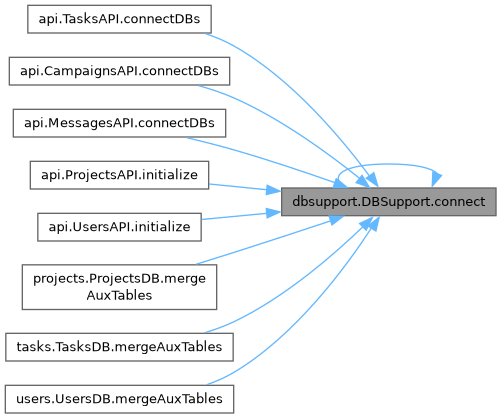 api.TasksAPI.connectDBs
api.CampaignsAPI.connectDBs
api.MessagesAPI.connectDBs
api.ProjectsAPI.initialize
dbsupport.DBSupport.connect
api.UsersAPI.initialize
projects.ProjectsDB.merge
AuxTables
tasks.TasksDB.mergeAuxTables
users.UsersDB.mergeAuxTables